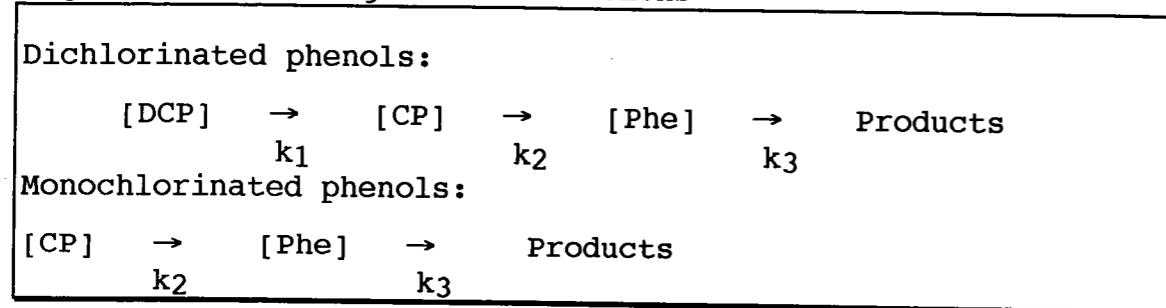 Dichlorinated phenols:
[DCP] → [CP] → [Phe] → Products
k1 k2 k3
Monochlorinated phenols:
[CP] → [Phe] → Products
k2 k3